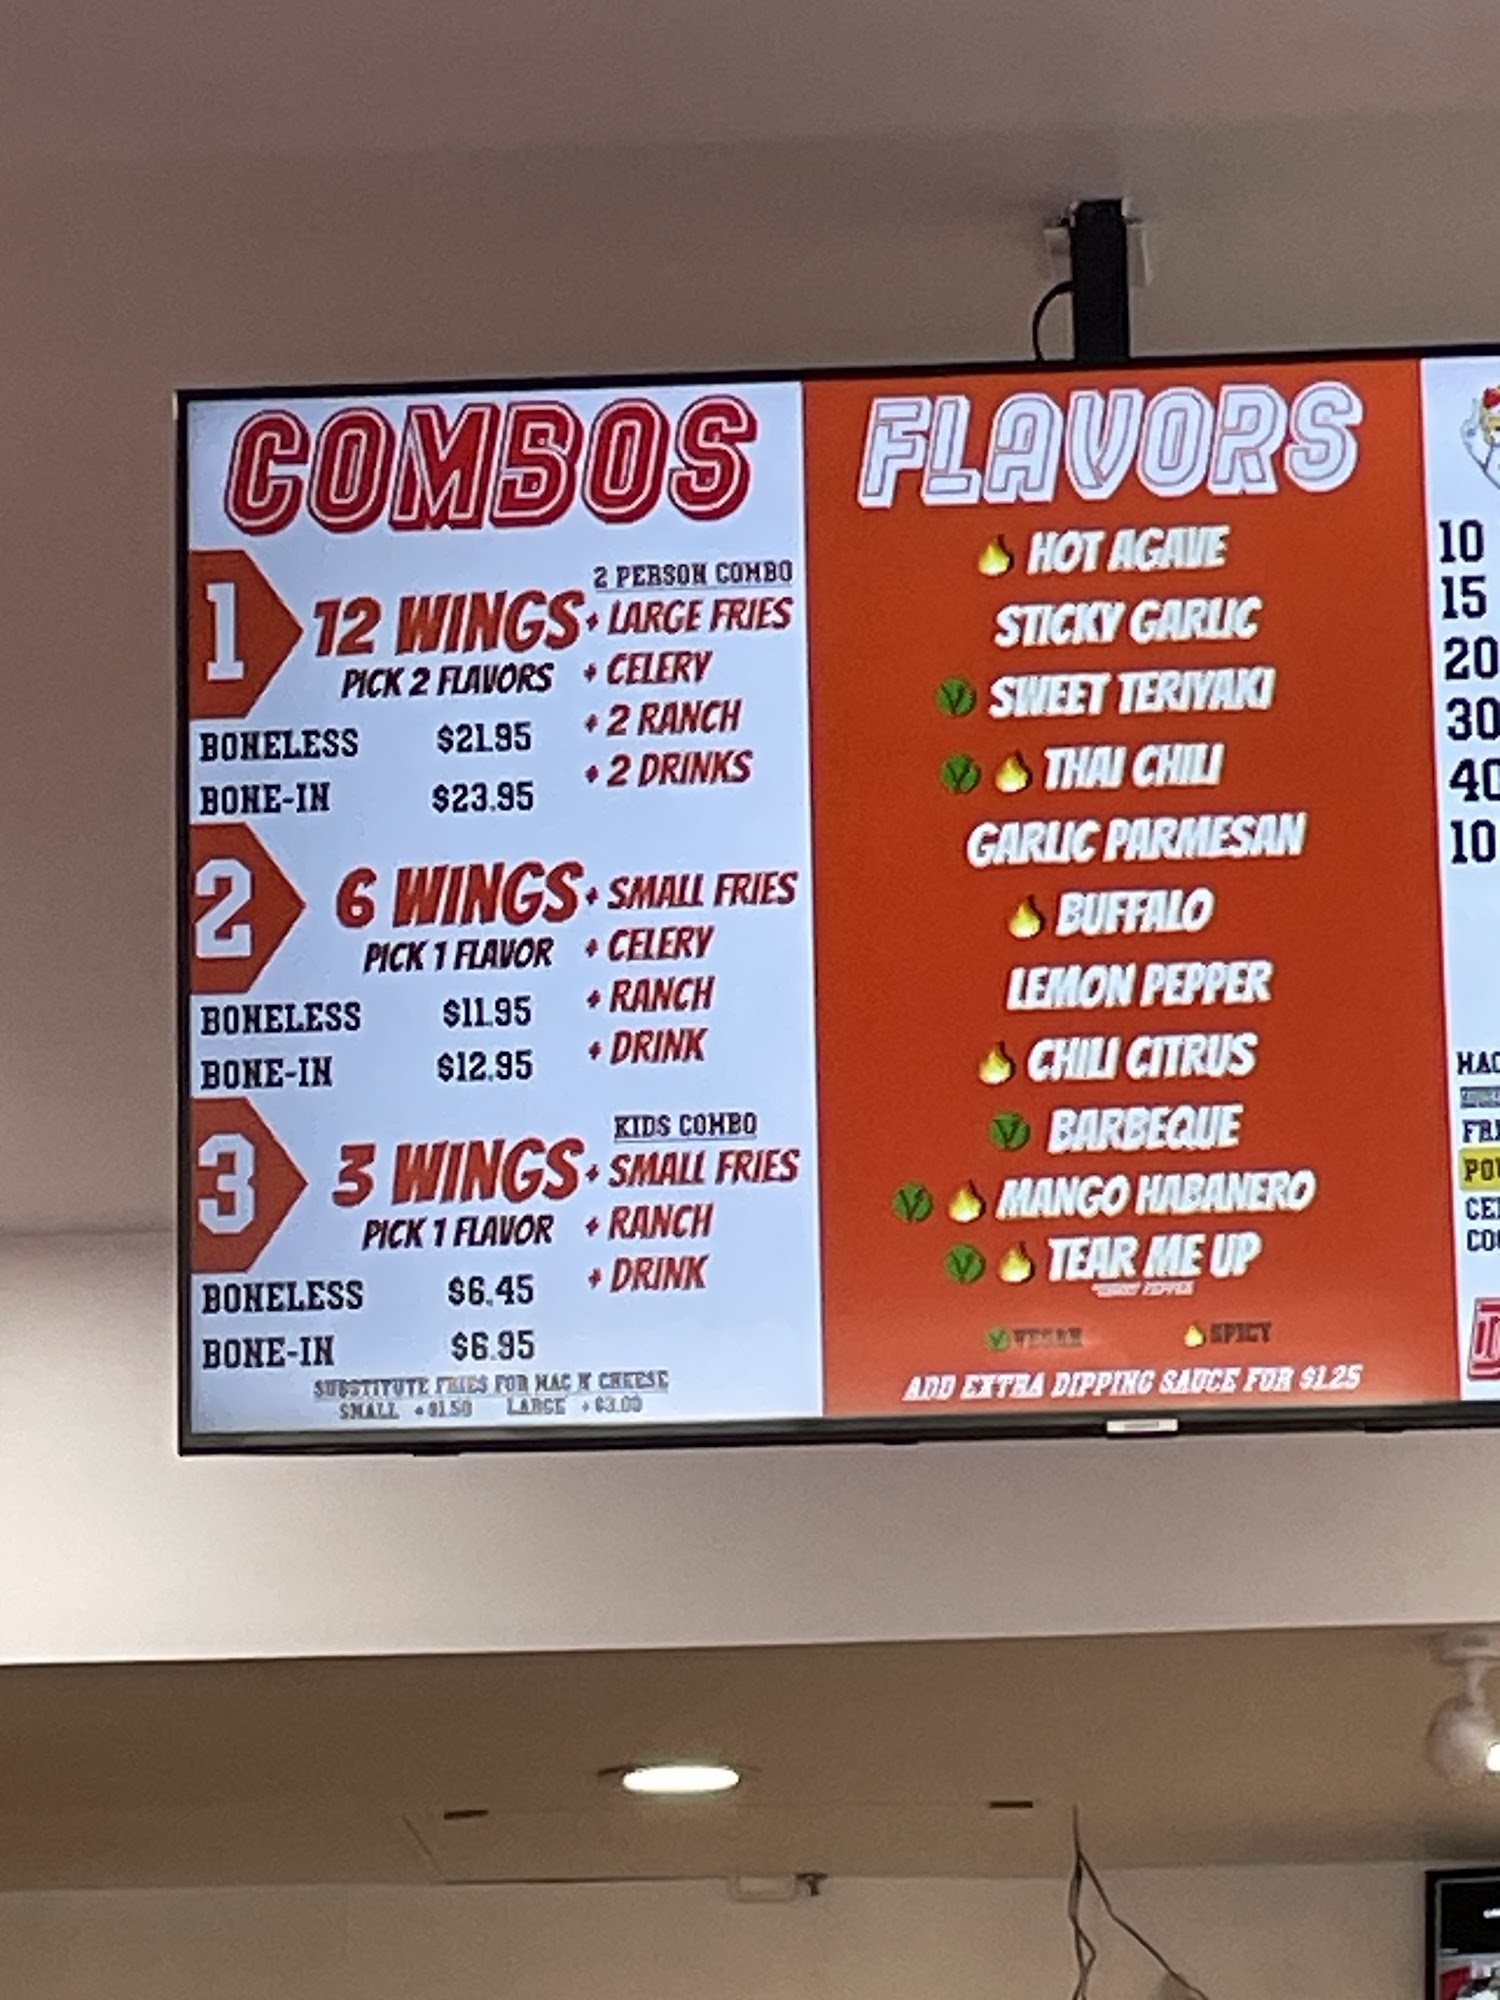 COMBOS
1
12 WINGS
PICK 2 FLAVORS
BONELESS $21.95
BONE-IN $23.95
2 PERSON COMBO
+ LARGE FRIES
+ CELERY
+ 2 RANCH
+ 2 DRINKS
2
6 WINGS
PICK 1 FLAVOR
BONELESS $11.95
BONE-IN $12.95
+ SMALL FRIES
+ CELERY
+ RANCH
+ DRINK
3
3 WINGS
PICK 1 FLAVOR
BONELESS $6.45
BONE-IN $6.95
KIDS COMBO
+ SMALL FRIES
+ RANCH
+ DRINK
SUBSTITUTE FRIES FOR MAC N' CHEESE
SMALL +$1.50 LARGE +$3.00
FLAVORS
HOT AGAVE
STICKY GARLIC
SWEET TERIYAKI
THAI CHILI
GARLIC PARMESAN
BUFFALO
LEMON PEPPER
CHILI CITRUS
BARBEQUE
MANGO HABANERO
TEAR ME UP
VEGAN SPICY
ADD EXTRA DIPPING SAUCE FOR $1.25
10
15
20
30
40
10